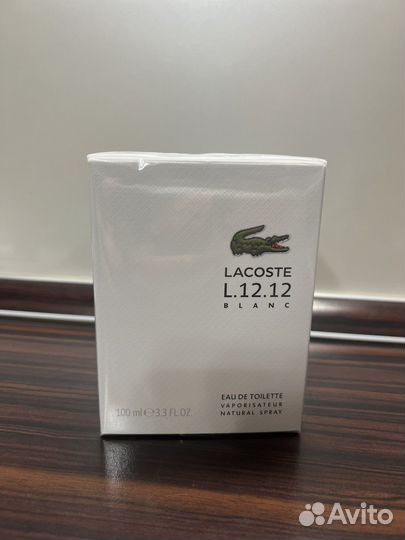 LACOSTE
L.12.12
BLANC
EAU DE TOILETTE
VAPORISATEUR
NATURAL SPRAY
100 ml ℮ 3.3 FL.OZ.
Avito